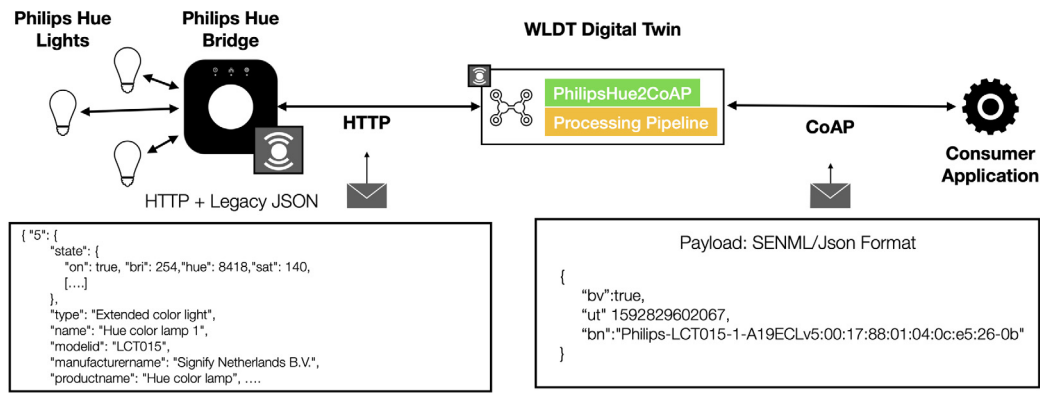 Philips Hue
Lights
Philips Hue
Bridge
WLDT Digital Twin
PhilipsHue2CoAP
Processing Pipeline
HTTP
CoAP
Consumer
Application
HTTP + Legacy JSON
{ "5": {
"state": {
"on": true, "bri": 254,"hue": 8418,"sat": 140,
[….]
},
"type": "Extended color light",
"name": "Hue color lamp 1",
"modelid": "LCT015",
"manufacturername": "Signify Netherlands B.V.",
"productname": "Hue color lamp”, ….
Payload: SENML/Json Format
{
“bv”:true,
“ut" 1592829602067,
“bn":"Philips-LCT015-1-A19ECLv5:00:17:88:01:04:0c:e5:26-0b"
}